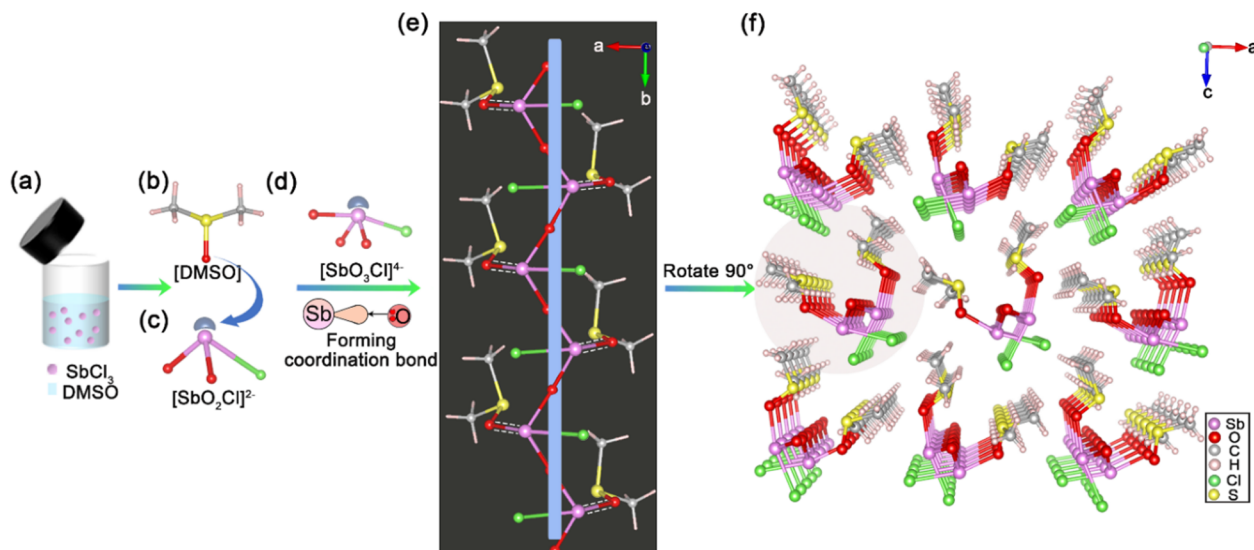 (a)
SbCl₃
DMSO
(b)
[DMSO]
(c)
[SbO₂Cl]²⁻
(d)
[SbO₃Cl]⁴⁻
Sb O
Forming
coordination bond
(e)
a
b
Rotate 90°
(f)
a
c
Sb
O
C
H
Cl
S